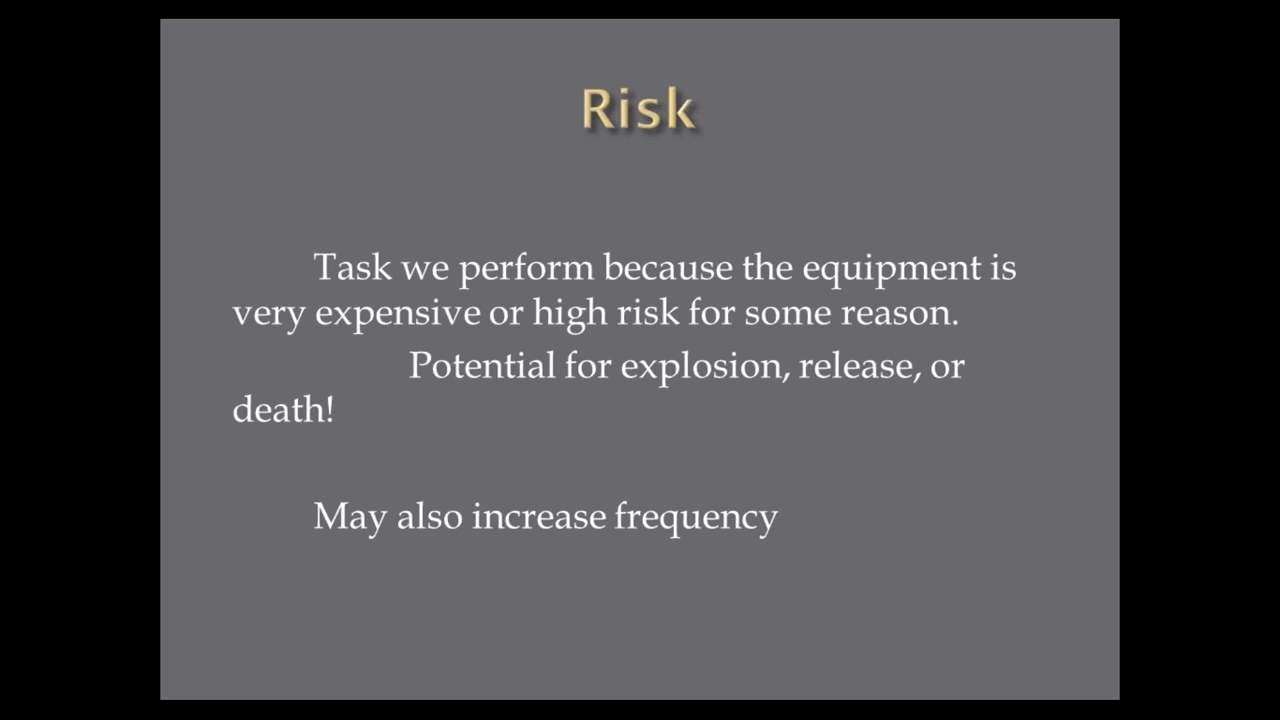 Risk
Task we perform because the equipment is
very expensive or high risk for some reason.
Potential for explosion, release, or
death!
May also increase frequency